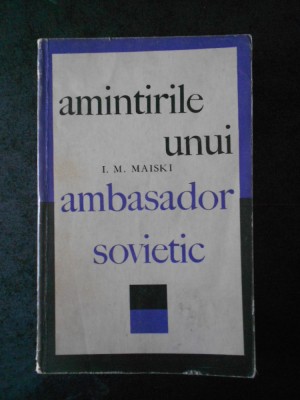 amintirile
unui
I. M. MAISKI
ambasador
sovietic